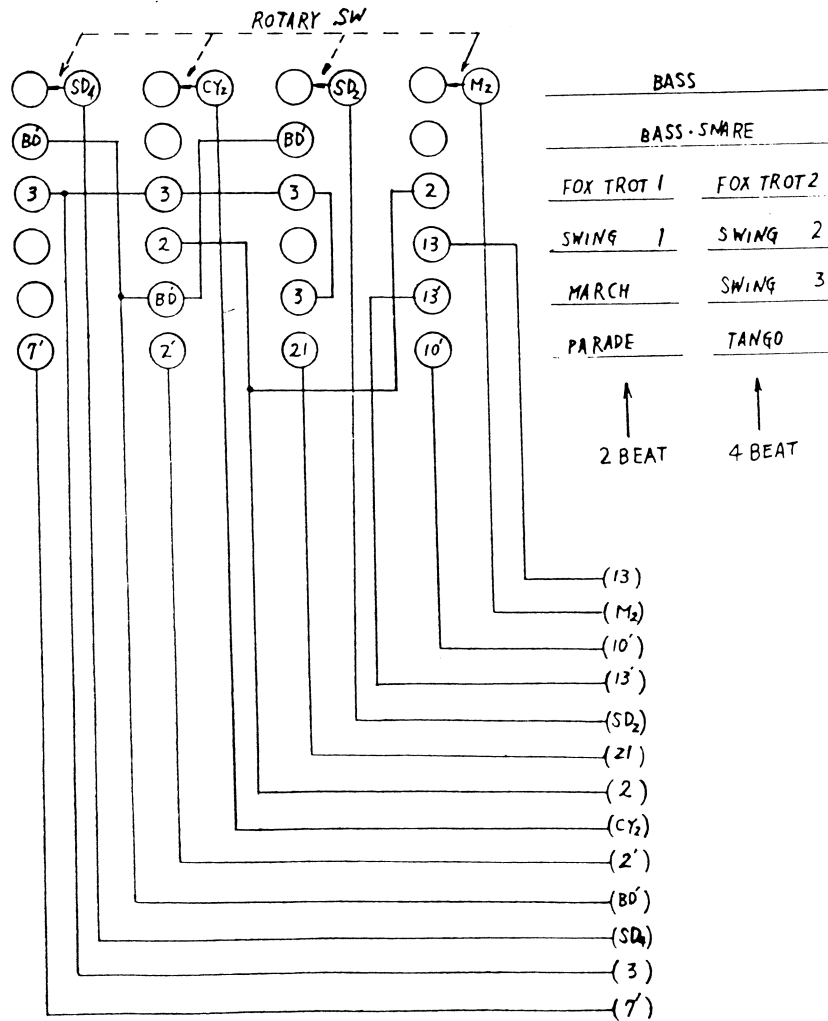 ROTARY SW
SD4 CY2 SD2 M2
BASS
BD' BD'
BASS·SNARE
3 3 3 2
FOX TROT 1 FOX TROT 2
2 13
SWING 1 SWING 2
BD' 3 13'
MARCH SWING 3
7' 2' 21 10'
PARADE TANGO
2 BEAT 4 BEAT
(13)
(M2)
(10')
(13')
(SD2)
(21)
(2)
(CY2)
(2')
(BD')
(SD4)
(3)
(7')